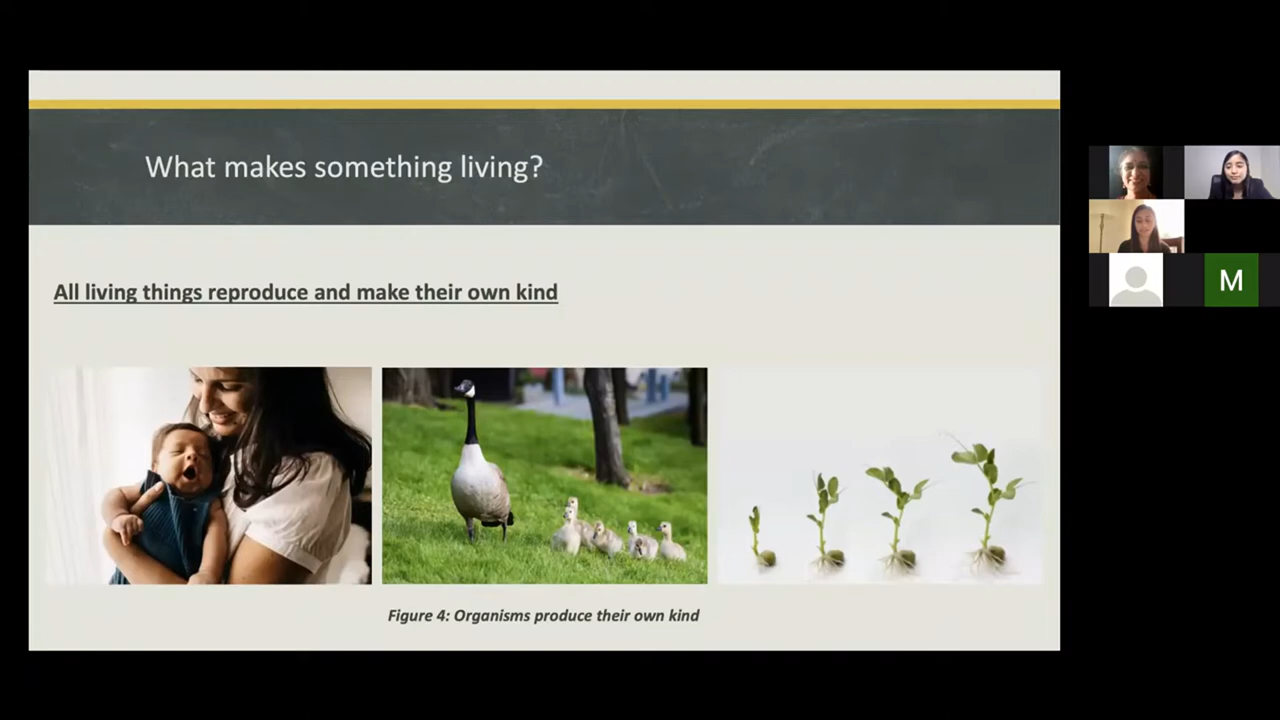 What makes something living?
All living things reproduce and make their own kind
M
Figure 4: Organisms produce their own kind